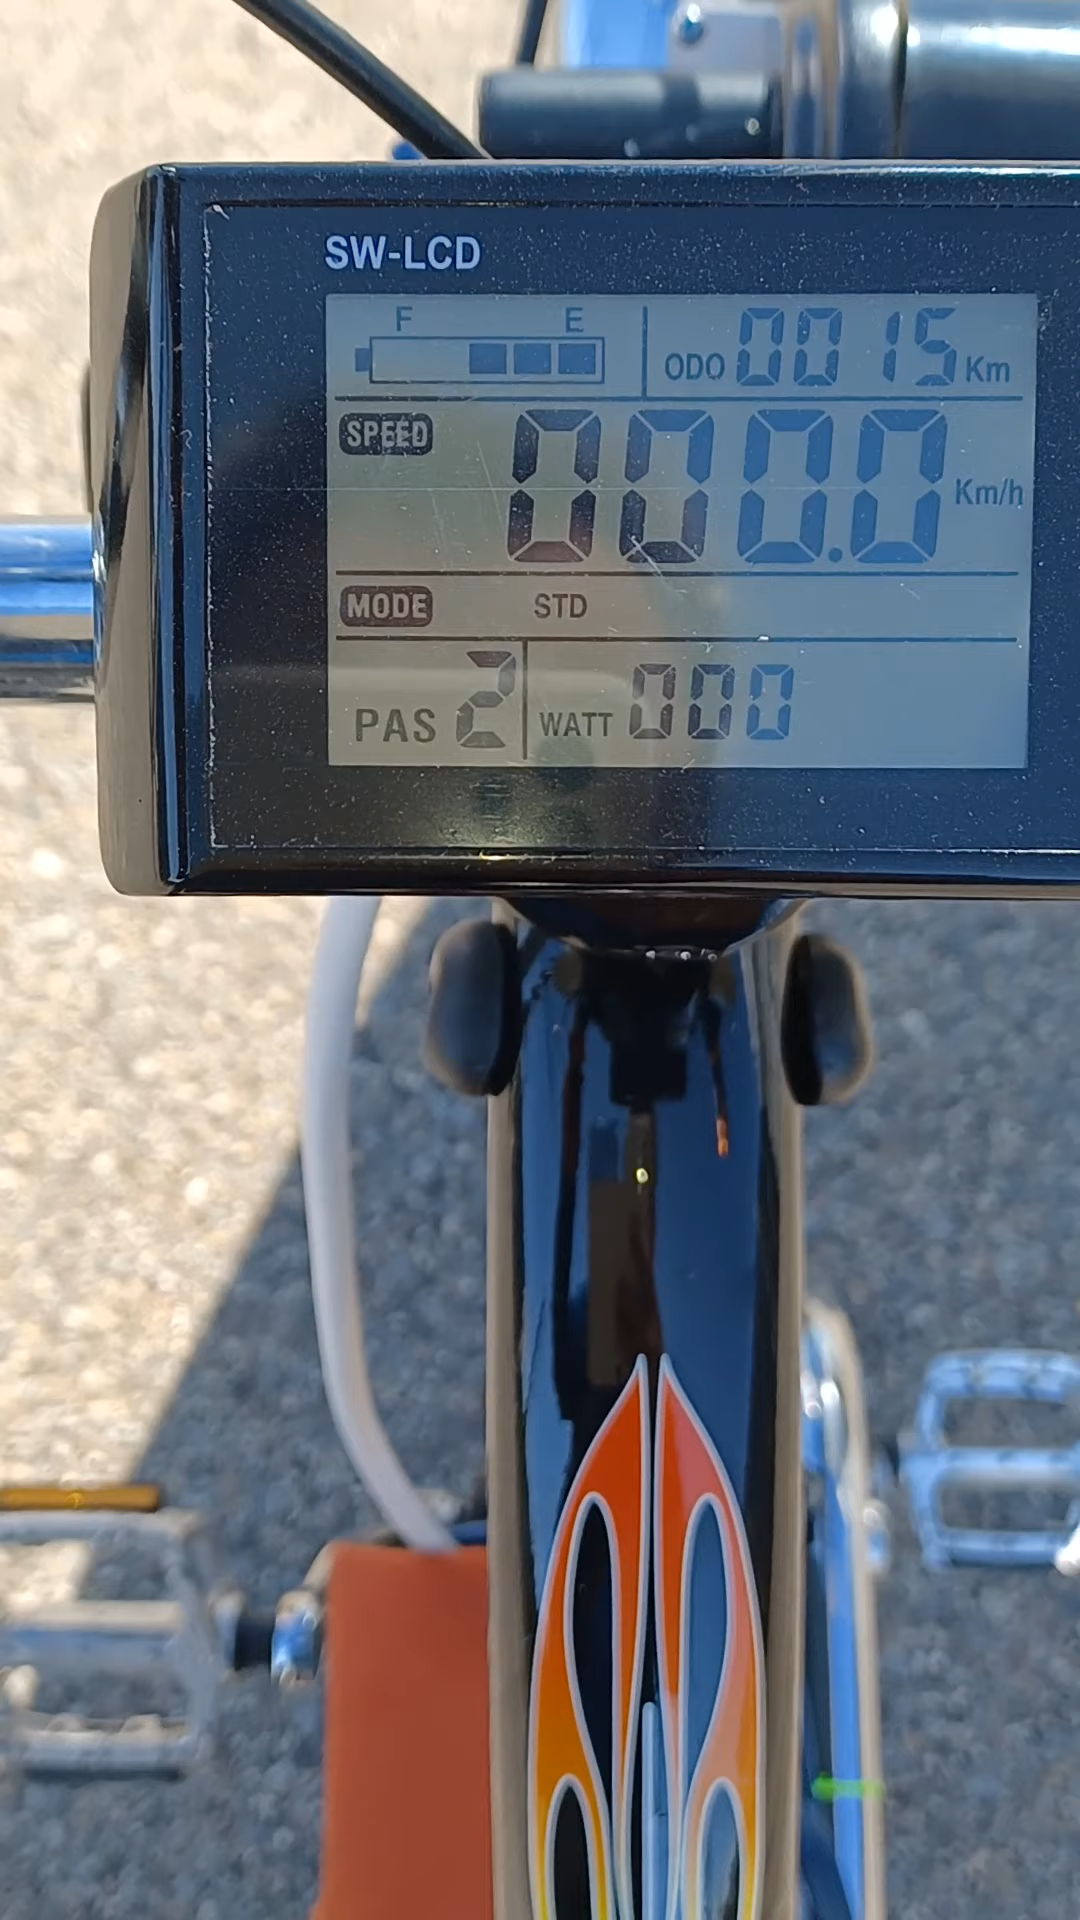 SW-LCD
F E
ODO 0015 Km
SPEED 000.0 Km/h
MODE STD
PAS 2 WATT 000